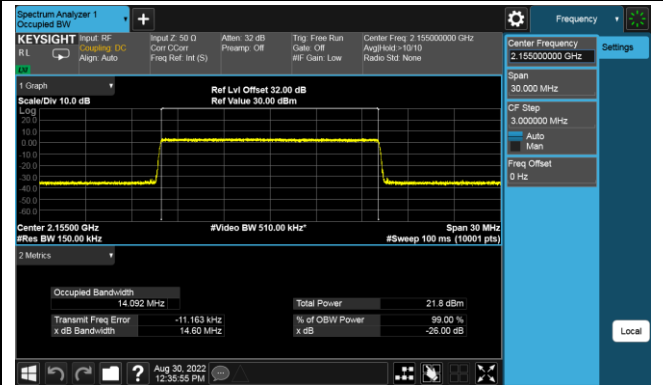 Spectrum Analyzer 1
Occupied BW
Frequency
KEYSIGHT
RL
Input: RF
Coupling: DC
Align: Auto
Input Z: 50 Ω
Corr CCorr
Freq Ref: Int (S)
Atten: 32 dB
Preamp: Off
Trig: Free Run
Gate: Off
#IF Gain: Low
Center Freq: 2.155000000 GHz
Avg|Hold:>10/10
Radio Std: None
Center Frequency
2.155000000 GHz
Settings
Span
30.000 MHz
CF Step
3.000000 MHz
Auto
Man
Freq Offset
0 Hz
1 Graph
Scale/Div 10.0 dB
Ref Lvl Offset 32.00 dB
Ref Value 30.00 dBm
Log
20.0
10.0
0.00
-10.0
-20.0
-30.0
-40.0
-50.0
-60.0
Center 2.15500 GHz
#Res BW 150.00 kHz
#Video BW 510.00 kHz*
Span 30 MHz
#Sweep 100 ms (10001 pts)
2 Metrics
Occupied Bandwidth
14.092 MHz
Total Power 21.8 dBm
Transmit Freq Error -11.163 kHz
% of OBW Power 99.00 %
x dB Bandwidth 14.60 MHz
x dB -26.00 dB
Local
Aug 30, 2022
12:35:55 PM